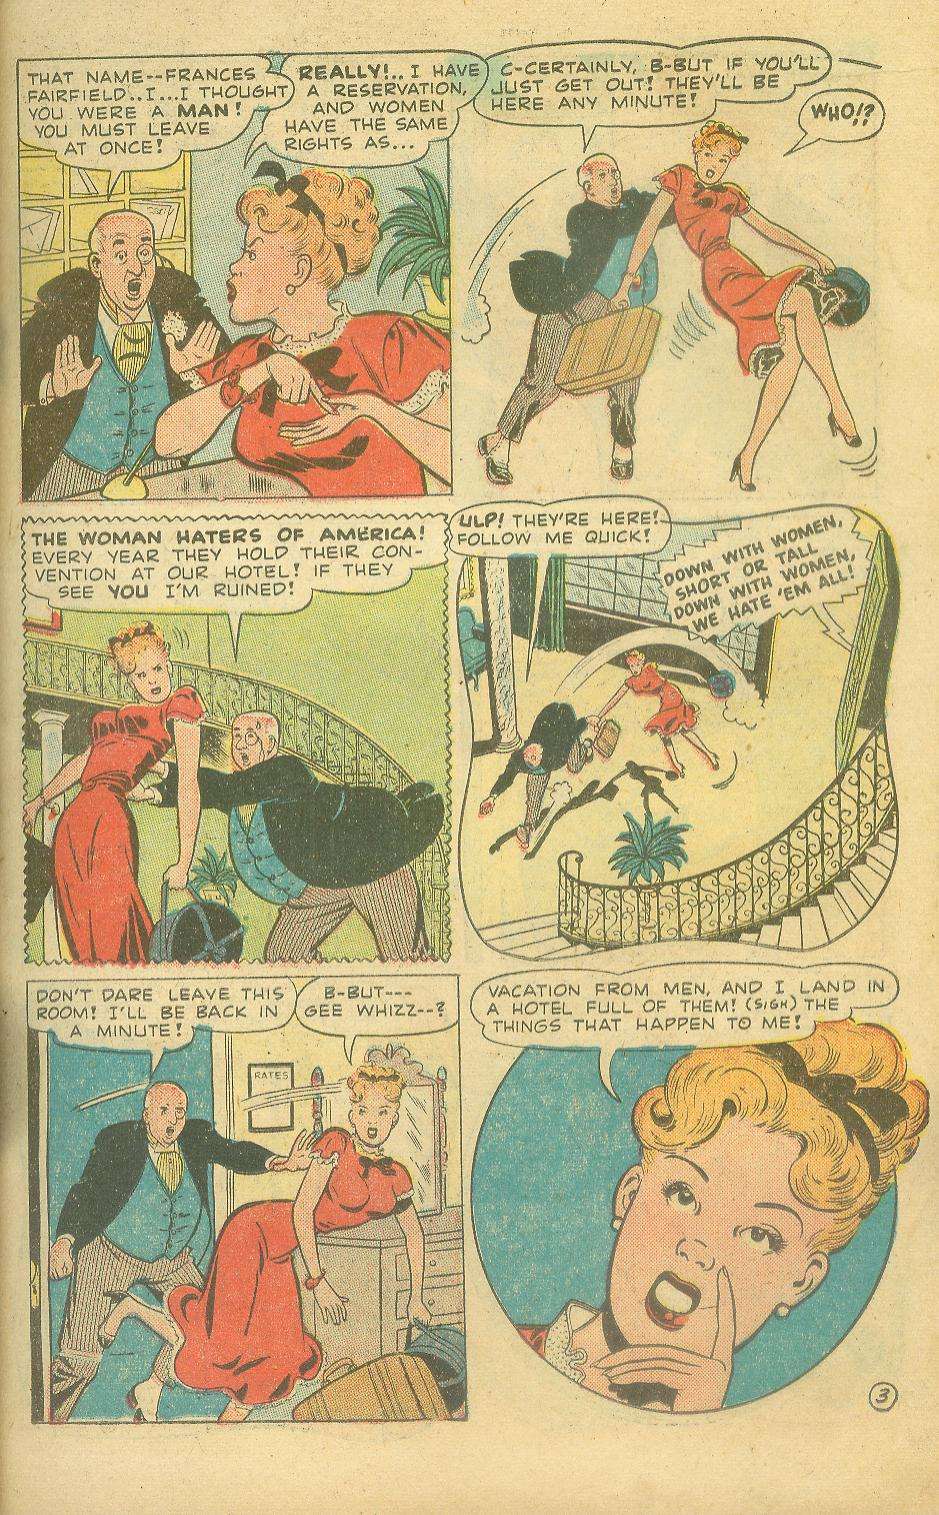 THAT NAME--FRANCES
FAIRFIELD..I...I THOUGHT
YOU WERE A MAN!
YOU MUST LEAVE
AT ONCE!
REALLY!.. I HAVE
A RESERVATION,
AND WOMEN
HAVE THE SAME
RIGHTS AS...
C-CERTAINLY, B-BUT IF YOU'LL
JUST GET OUT! THEY'LL BE
HERE ANY MINUTE!
WHO!?
THE WOMAN HATERS OF AMERICA!
EVERY YEAR THEY HOLD THEIR CON-
VENTION AT OUR HOTEL! IF THEY
SEE YOU I'M RUINED!
ULP! THEY'RE HERE!
FOLLOW ME QUICK!
DOWN WITH WOMEN,
SHORT OR TALL
DOWN WITH WOMEN,
WE HATE 'EM ALL!
DON'T DARE LEAVE THIS
ROOM! I'LL BE BACK IN
A MINUTE!
B-BUT---
GEE WHIZZ--?
RATES
VACATION FROM MEN, AND I LAND IN
A HOTEL FULL OF THEM! (SIGH) THE
THINGS THAT HAPPEN TO ME!
3